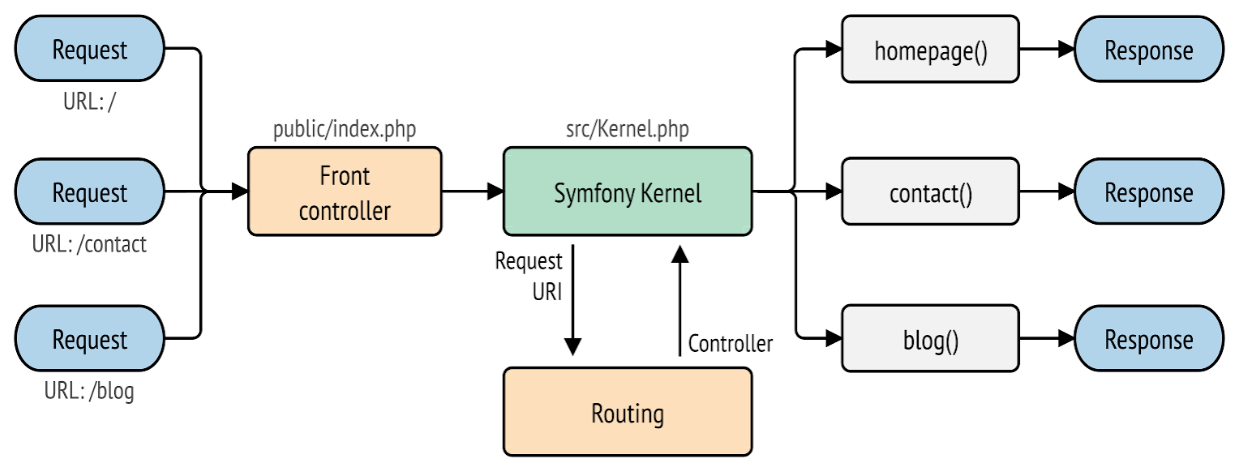 Request
URL: /
Request
URL: /contact
Request
URL: /blog
public/index.php
Front
controller
src/Kernel.php
Symfony Kernel
Request
URI
Controller
Routing
homepage()
Response
contact()
Response
blog()
Response